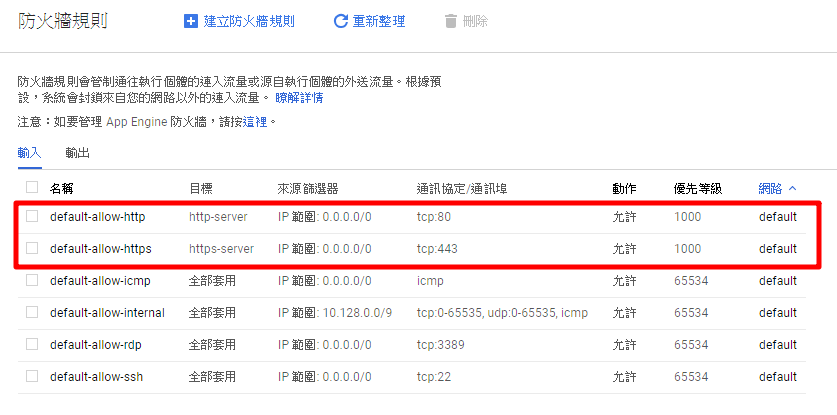 防火牆規則 建立防火牆規則 重新整理 刪除
防火牆規則會管制通往執行個體的連入流量或源自執行個體的外送流量。根據預
設，系統會封鎖來自您的網路以外的連入流量。 瞭解詳情
注意：如要管理 App Engine 防火牆，請按這裡。
輸入 輸出
名稱 目標 來源篩選器 通訊協定/通訊埠 動作 優先等級 網路
default-allow-http http-server IP 範圍: 0.0.0.0/0 tcp:80 允許 1000 default
default-allow-https https-server IP 範圍: 0.0.0.0/0 tcp:443 允許 1000 default
default-allow-icmp 全部套用 IP 範圍: 0.0.0.0/0 icmp 允許 65534 default
default-allow-internal 全部套用 IP 範圍: 10.128.0.0/9 tcp:0-65535, udp:0-65535, icmp 允許 65534 default
default-allow-rdp 全部套用 IP 範圍: 0.0.0.0/0 tcp:3389 允許 65534 default
default-allow-ssh 全部套用 IP 範圍: 0.0.0.0/0 tcp:22 允許 65534 default